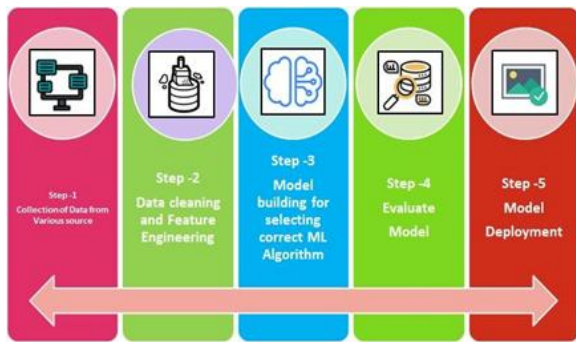 Step -1
Collection of Data from
Various source
Step -2
Data cleaning
and Feature
Engineering
Step -3
Model
building for
selecting
correct ML
Algorithm
Step -4
Evaluate
Model
Step -5
Model
Deployment